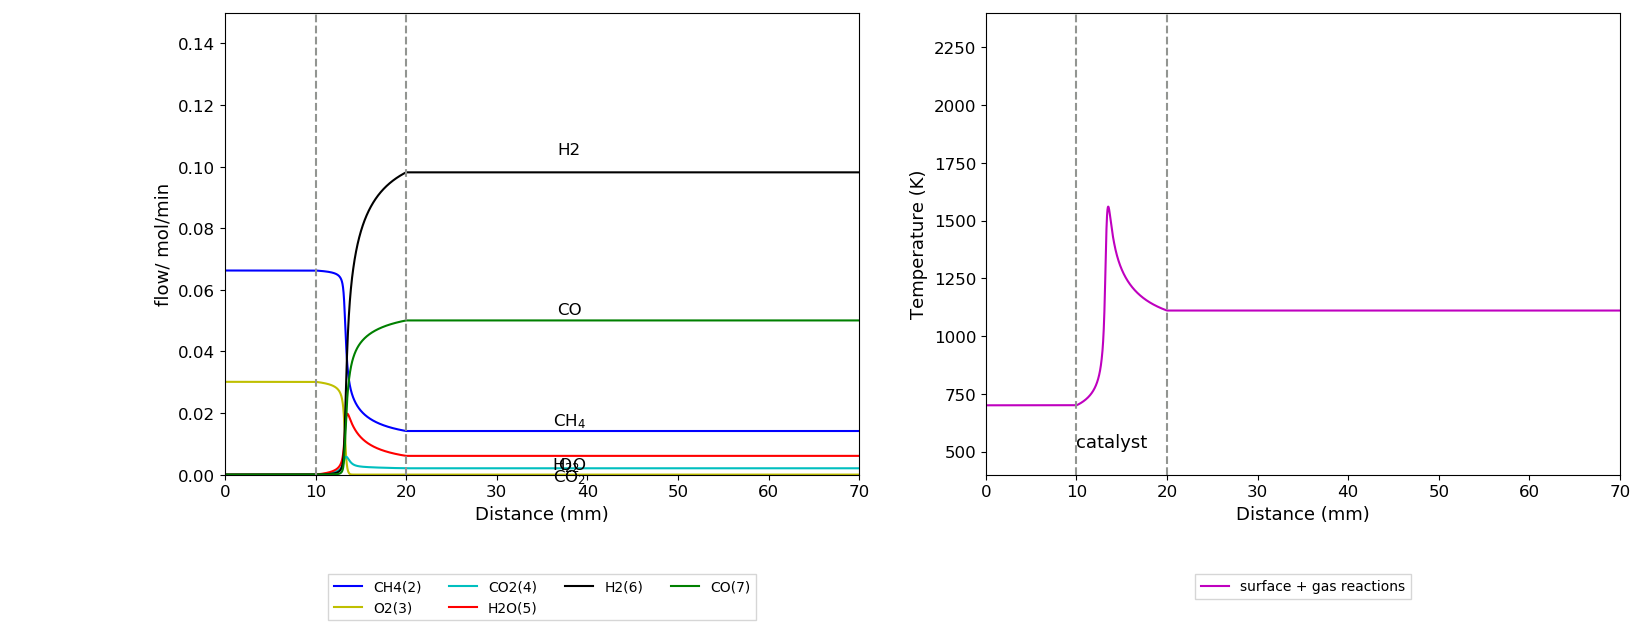 0.14
0.12
0.10
0.08
0.06
0.04
0.02
0.00
flow/ mol/min
H2
CO
CH₄
H₂O
CO₂
0 10 20 30 40 50 60 70
Distance (mm)
CH4(2) CO2(4) H2(6) CO(7)
O2(3) H2O(5)
2250
2000
1750
1500
1250
1000
750
500
Temperature (K)
catalyst
0 10 20 30 40 50 60 70
Distance (mm)
surface + gas reactions